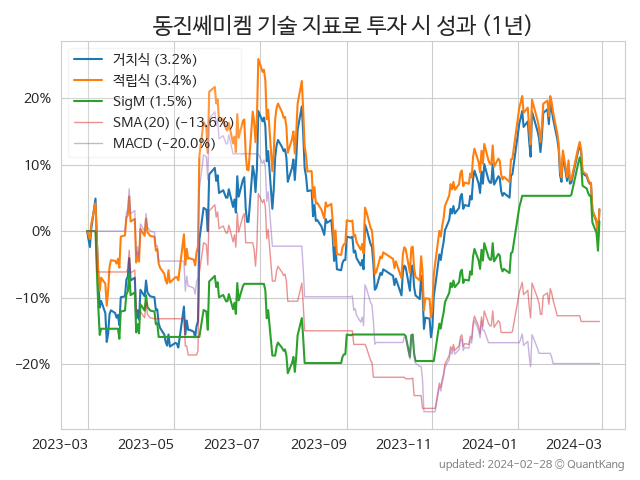 동진쎄미켐 기술 지표로 투자 시 성과 (1년)
거치식 (3.2%)
적립식 (3.4%)
SigM (1.5%)
SMA(20) (−13.6%)
MACD (−20.0%)
20%
10%
0%
−10%
−20%
2023-03 2023-05 2023-07 2023-09 2023-11 2024-01 2024-03
updated: 2024-02-28 ⓒ QuantKang